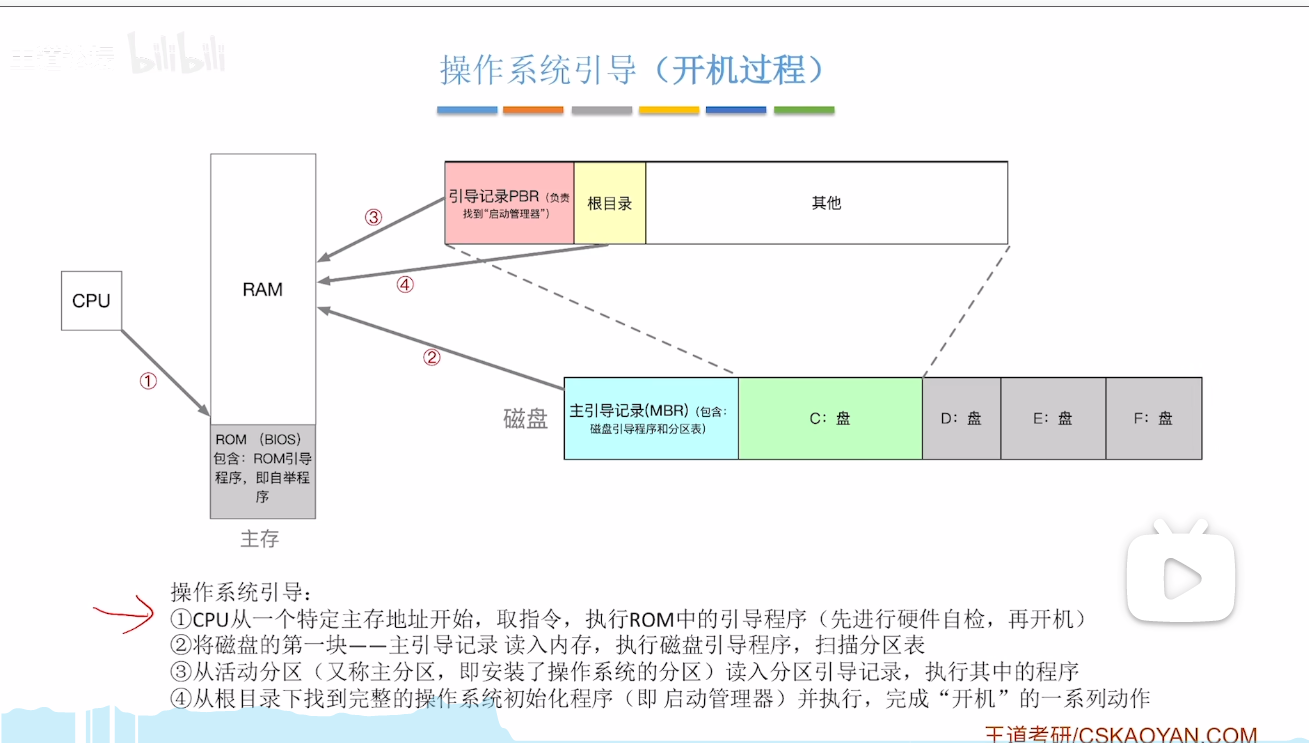 bilibili
操作系统引导（开机过程）
引导记录PBR（负责
找到“启动管理器”）
根目录
其他
③
④
RAM
CPU
①
②
磁盘
主引导记录(MBR)（包含：
磁盘引导程序和分区表）
C：盘
D：盘
E：盘
F：盘
ROM （BIOS）
包含：ROM引导
程序，即自举程
序
主存
操作系统引导：
①CPU从一个特定主存地址开始，取指令，执行ROM中的引导程序（先进行硬件自检，再开机）
②将磁盘的第一块——主引导记录 读入内存，执行磁盘引导程序，扫描分区表
③从活动分区（又称主分区，即安装了操作系统的分区）读入分区引导记录，执行其中的程序
④从根目录下找到完整的操作系统初始化程序（即 启动管理器）并执行，完成“开机”的一系列动作
王道考研/CSKAOYAN.COM